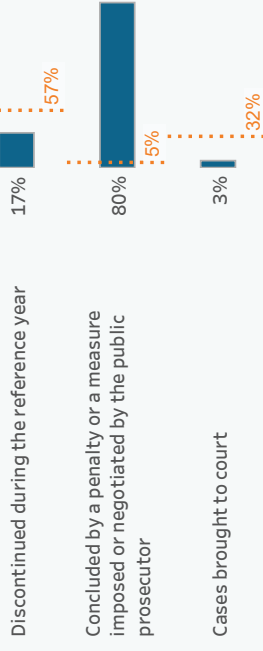 Discontinued during the reference year
17%
57%
Concluded by a penalty or a measure
imposed or negotiated by the public
prosecutor
80%
5%
Cases brought to court
3%
32%